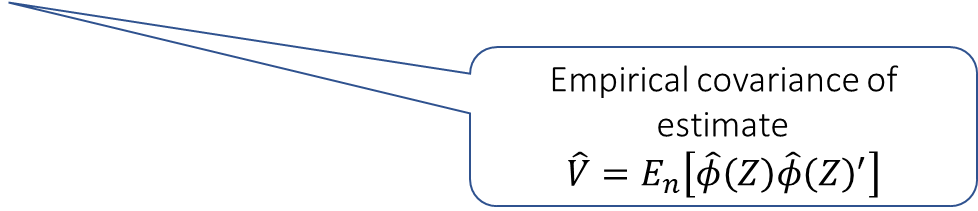 Empirical covariance of
estimate
V̂ = Eₙ[ϕ̂(Z)ϕ̂(Z)′]